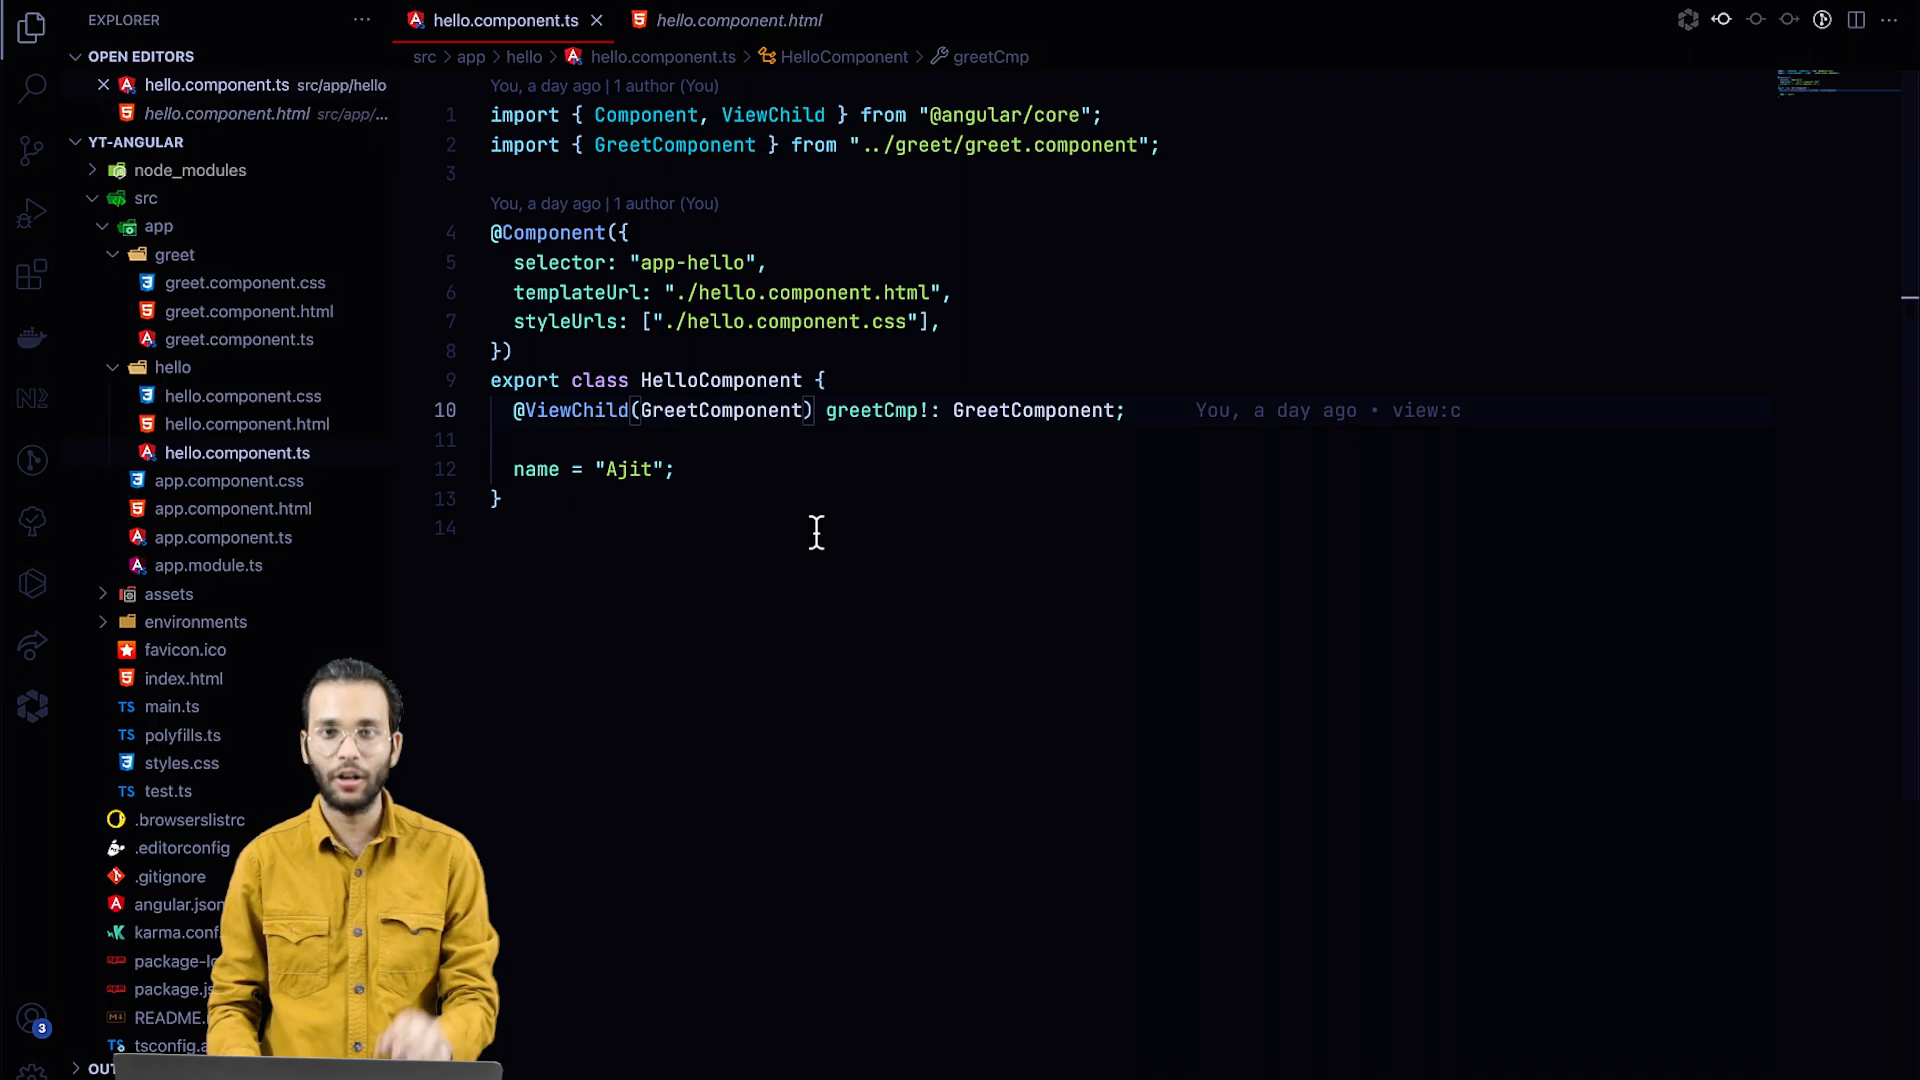 EXPLORER
OPEN EDITORS
hello.component.ts src/app/hello
hello.component.html src/app/...
YT-ANGULAR
node_modules
src
app
greet
greet.component.css
greet.component.html
greet.component.ts
hello
hello.component.css
hello.component.html
hello.component.ts
app.component.css
app.component.html
app.component.ts
app.module.ts
assets
environments
favicon.ico
index.html
TS main.ts
TS polyfills.ts
styles.css
TS test.ts
.browserslistrc
.editorconfig
.gitignore
angular.json
karma.conf.
package-lo
package.js
README.
TS tsconfig.a
OUT
3
hello.component.ts
hello.component.html
src > app > hello > hello.component.ts > HelloComponent > greetCmp
You, a day ago | 1 author (You)
1 import { Component, ViewChild } from "@angular/core";
2 import { GreetComponent } from "../greet/greet.component";
3
You, a day ago | 1 author (You)
4 @Component({
5 selector: "app-hello",
6 templateUrl: "./hello.component.html",
7 styleUrls: ["./hello.component.css"],
8 })
9 export class HelloComponent {
10 @ViewChild(GreetComponent) greetCmp!: GreetComponent; You, a day ago • view:c
11
12 name = "Ajit";
13 }
14